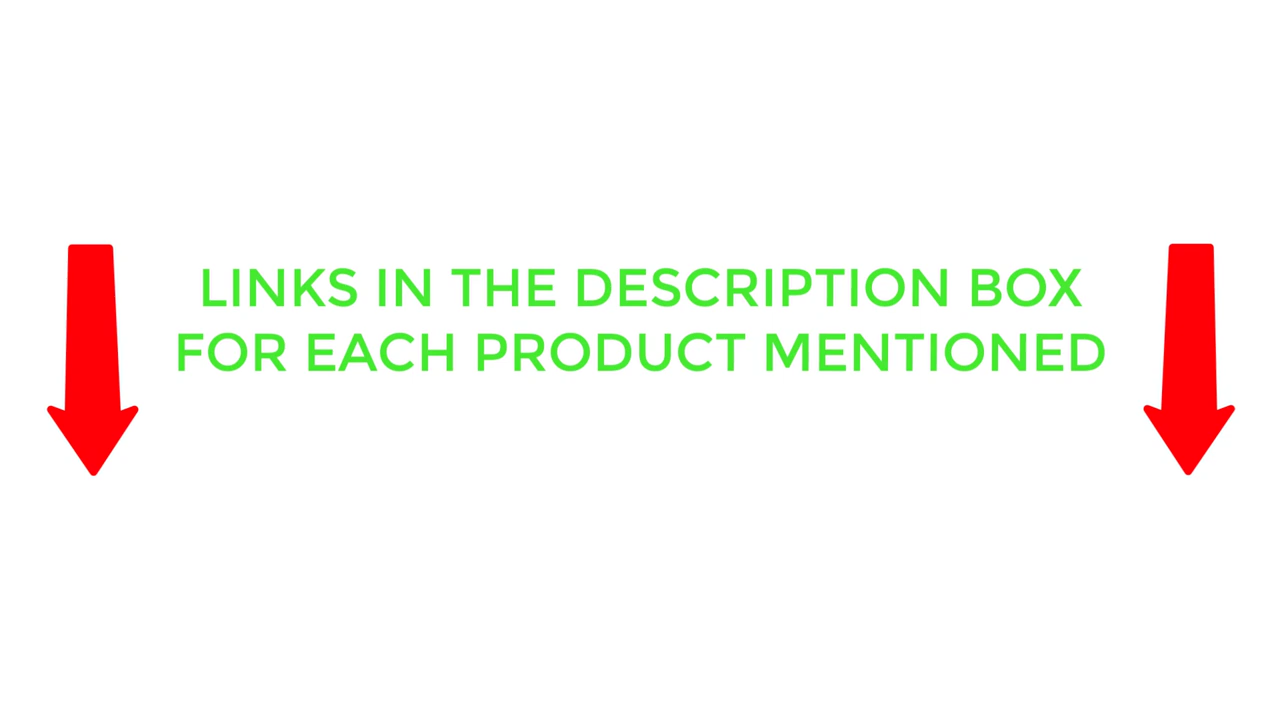 LINKS IN THE DESCRIPTION BOX
FOR EACH PRODUCT MENTIONED